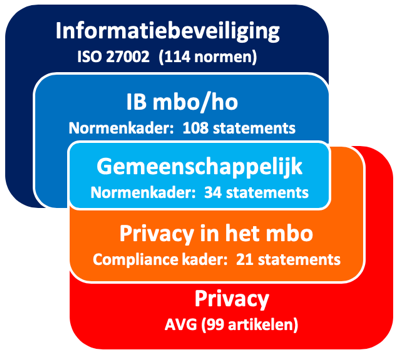 Informatiebeveiliging
ISO 27002 (114 normen)
IB mbo/ho
Normenkader: 108 statements
Gemeenschappelijk
Normenkader: 34 statements
Privacy in het mbo
Compliance kader: 21 statements
Privacy
AVG (99 artikelen)